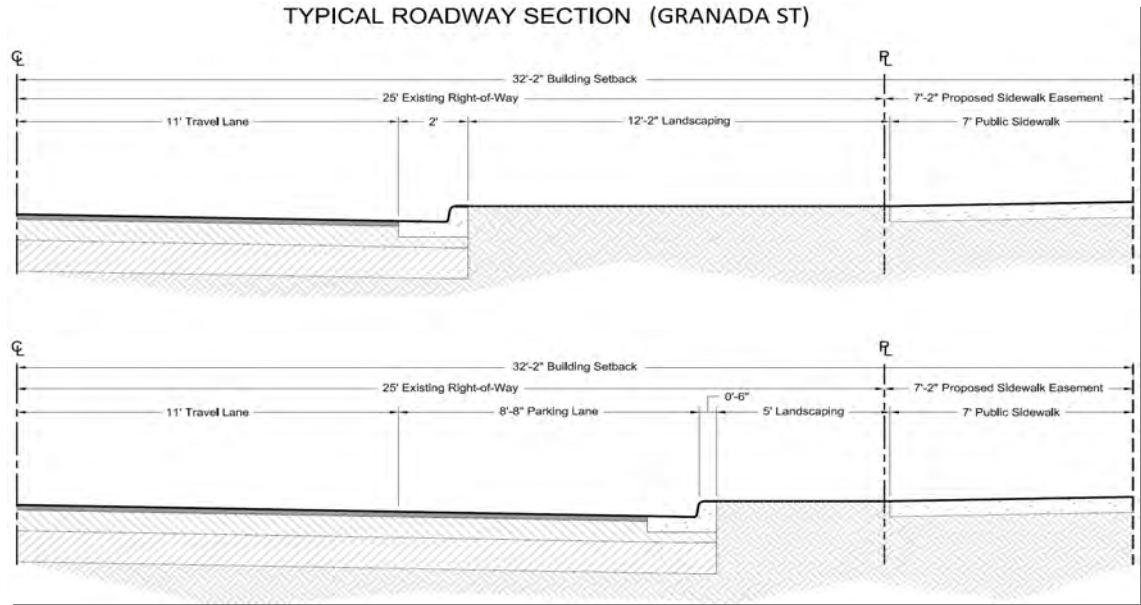 TYPICAL ROADWAY SECTION (GRANADA ST)
℄ PL
32'-2" Building Setback
25' Existing Right-of-Way 7'-2" Proposed Sidewalk Easement
11' Travel Lane 2' 12'-2" Landscaping 7' Public Sidewalk
℄ PL
32'-2" Building Setback
25' Existing Right-of-Way 7'-2" Proposed Sidewalk Easement
0'-6"
11' Travel Lane 8'-8" Parking Lane 5' Landscaping 7' Public Sidewalk